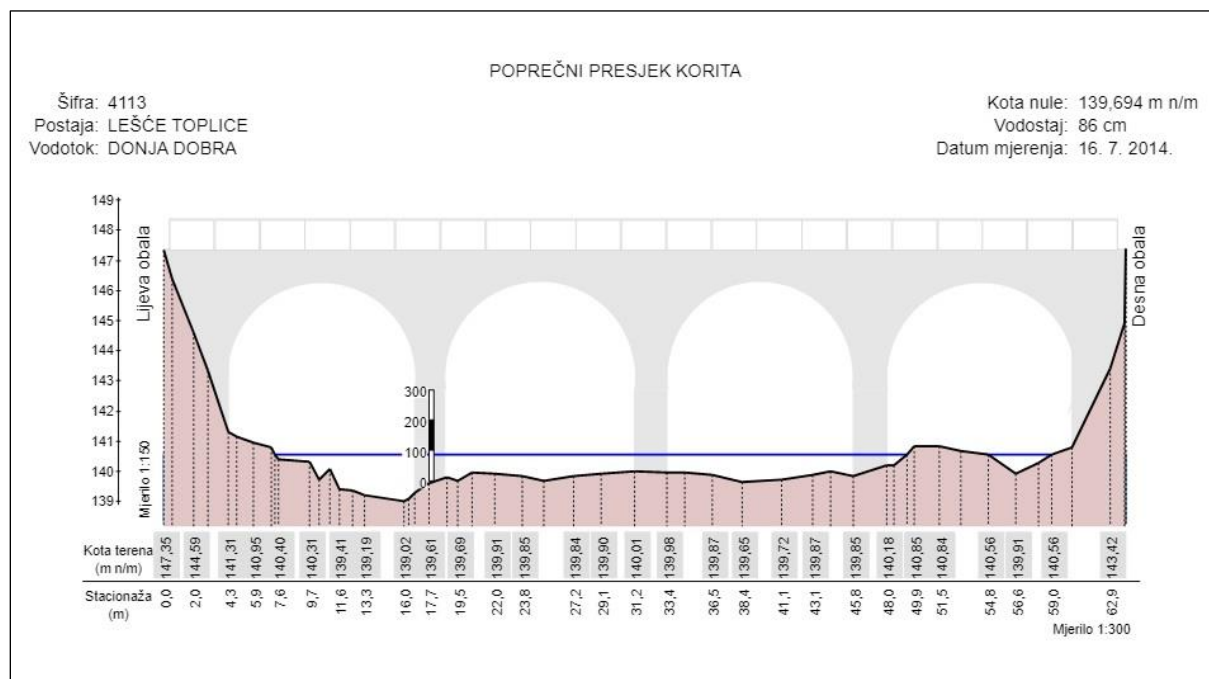 POPREČNI PRESJEK KORITA
Šifra: 4113
Postaja: LEŠĆE TOPLICE
Vodotok: DONJA DOBRA
Kota nule: 139,694 m n/m
Vodostaj: 86 cm
Datum mjerenja: 16. 7. 2014.
149
148
147
146
145
144
143
142
141
140
139
Lijeva obala
Mjerilo 1:150
300
200
100
0
Desna obala
Kota terena
(m n/m)
147,35 144,59 141,31 140,95 140,40 140,31 139,41 139,19 139,02 139,61 139,69 139,91 139,85 139,84 139,90 140,01 139,98 139,87 139,65 139,72 139,87 139,85 140,18 140,85 140,84 140,56 139,91 140,56 143,42
Stacionaža
(m)
0,0 2,0 4,3 5,9 7,6 9,7 11,6 13,3 16,0 17,7 19,5 22,0 23,8 27,2 29,1 31,2 33,4 36,5 38,4 41,1 43,1 45,8 48,0 49,9 51,5 54,8 56,6 59,0 62,9
Mjerilo 1:300